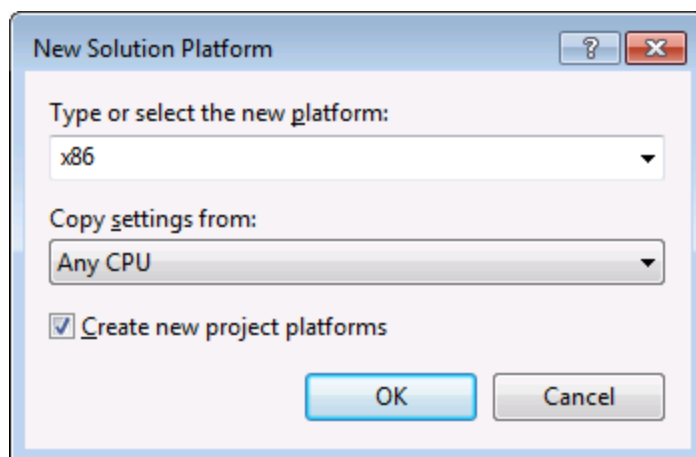 New Solution Platform
Type or select the new platform:
x86
Copy settings from:
Any CPU
Create new project platforms
OK Cancel